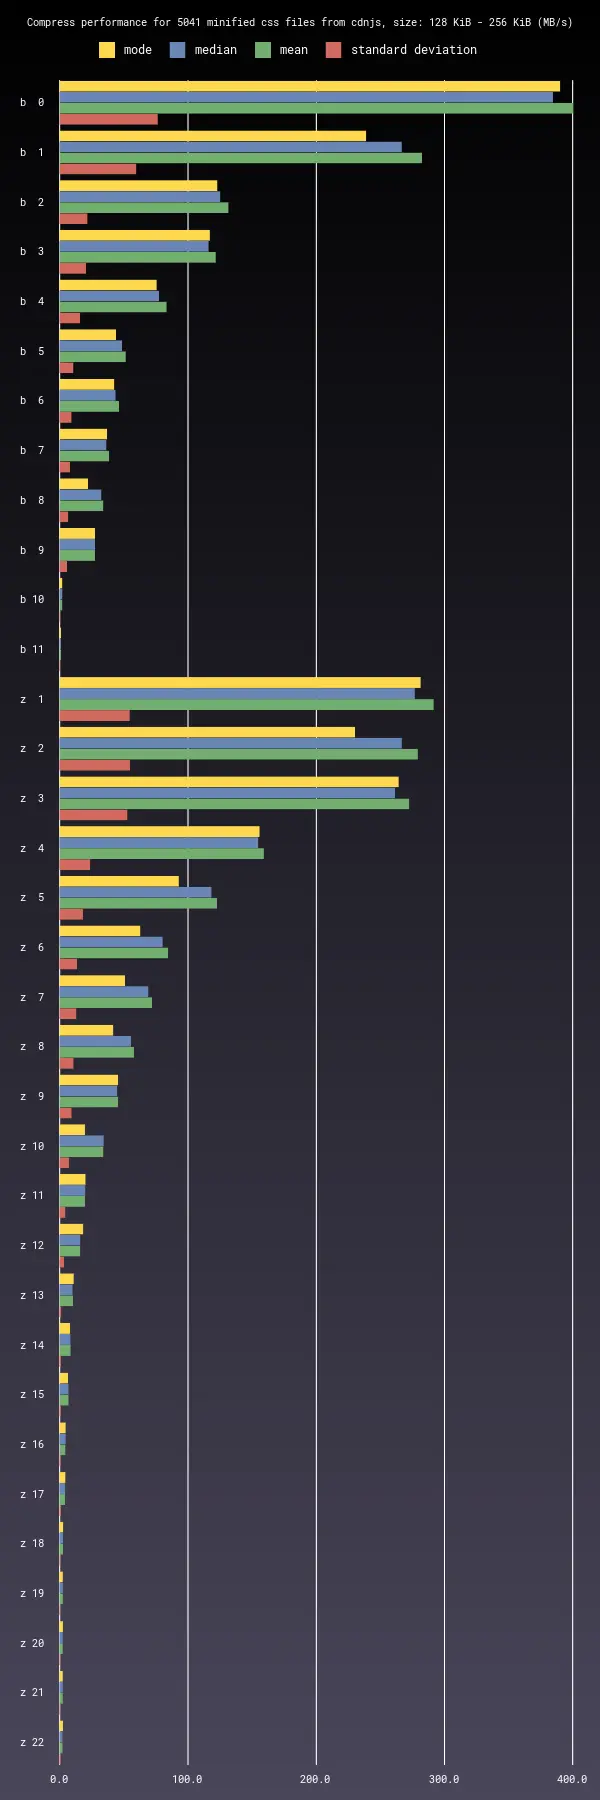 Compress performance for 5041 minified css files from cdnjs, size: 128 KiB - 256 KiB (MB/s)
mode median mean standard deviation
b 0
b 1
b 2
b 3
b 4
b 5
b 6
b 7
b 8
b 9
b 10
b 11
z 1
z 2
z 3
z 4
z 5
z 6
z 7
z 8
z 9
z 10
z 11
z 12
z 13
z 14
z 15
z 16
z 17
z 18
z 19
z 20
z 21
z 22
0.0 100.0 200.0 300.0 400.0